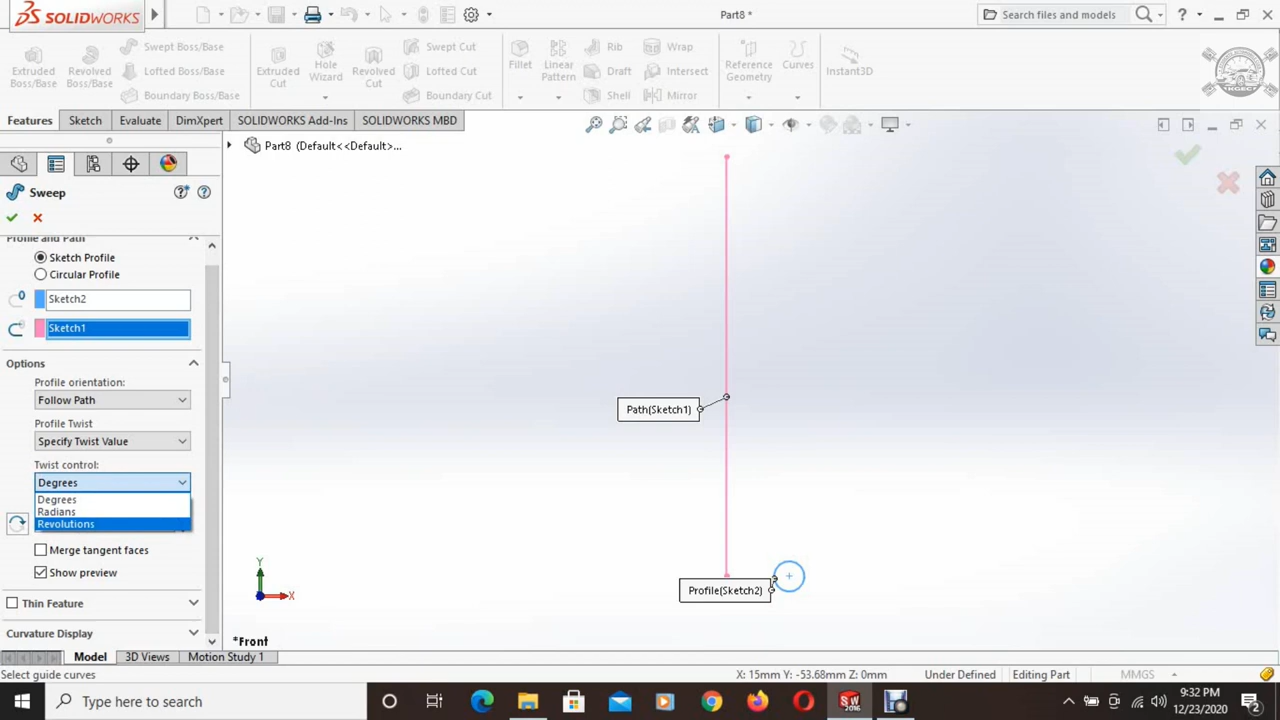 SOLIDWORKS
Part8 *
Search files and models
Extruded Boss/Base
Revolved Boss/Base
Swept Boss/Base
Lofted Boss/Base
Boundary Boss/Base
Extruded Cut
Hole Wizard
Revolved Cut
Swept Cut
Lofted Cut
Boundary Cut
Fillet
Linear Pattern
Rib
Draft
Shell
Wrap
Intersect
Mirror
Reference Geometry
Curves
Instant3D
Features
Sketch
Evaluate
DimXpert
SOLIDWORKS Add-Ins
SOLIDWORKS MBD
Part8 (Default<<Default>...
Sweep
Profile and Path
Sketch Profile
Circular Profile
Sketch2
Sketch1
Options
Profile orientation:
Follow Path
Profile Twist
Specify Twist Value
Twist control:
Degrees
Degrees
Radians
Revolutions
Merge tangent faces
Show preview
Thin Feature
Curvature Display
Path(Sketch1)
Profile(Sketch2)
Y
X
*Front
Model
3D Views
Motion Study 1
Select guide curves
X: 15mm Y: -53.68mm Z: 0mm
Under Defined
Editing Part
MMGS
Type here to search
SW
2016
9:32 PM
12/23/2020
2